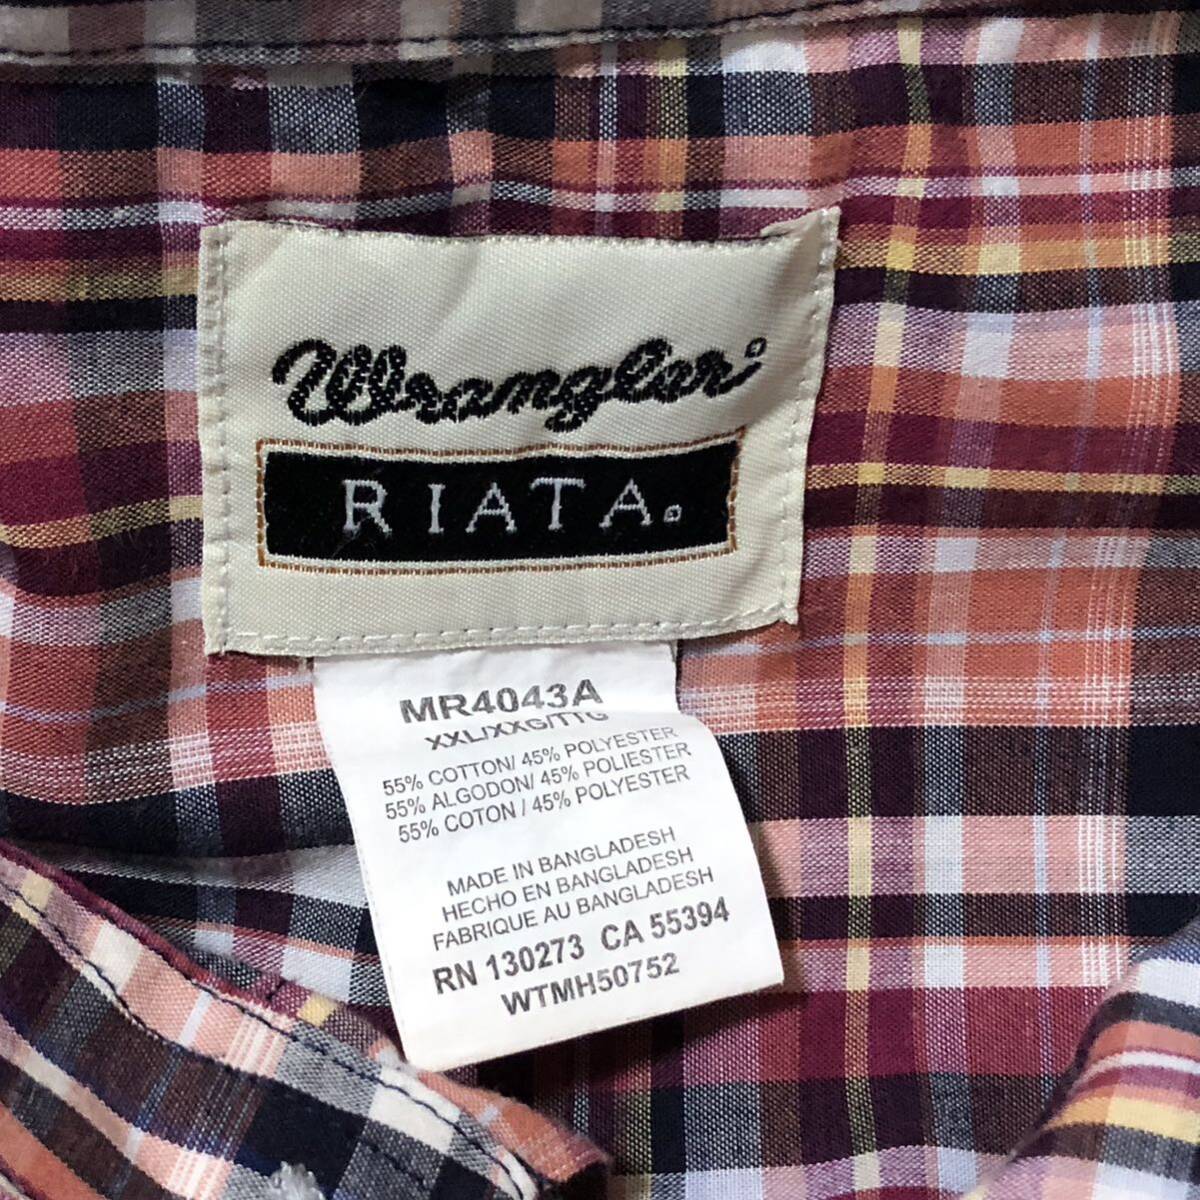 Wrangler
RIATA
MR4043A
XXL/XXG/TTG
55% COTTON/ 45% POLYESTER
55% ALGODON/ 45% POLIESTER
55% COTON / 45% POLYESTER
MADE IN BANGLADESH
HECHO EN BANGLADESH
FABRIQUE AU BANGLADESH
RN 130273 CA 55394
WTMH50752